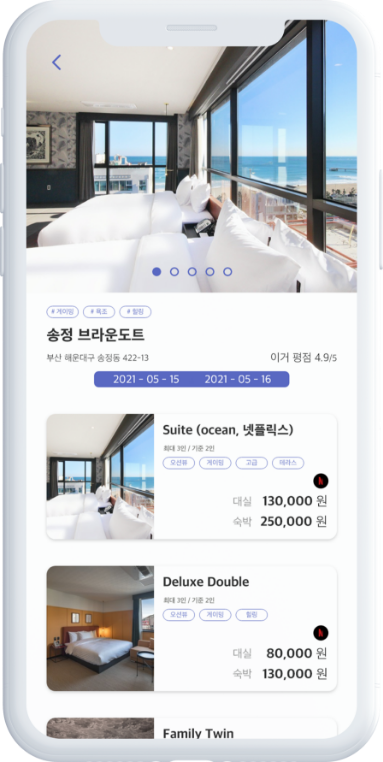 # 게이밍 # 욕조 # 힐링
송정 브라운도트
부산 해운대구 송정동 422-13 이거 평점 4.9/5
2021 - 05 - 15 2021 - 05 - 16
Suite (ocean, 넷플릭스)
최대 3인 / 기준 2인
오션뷰 게이밍 고급 테라스
대실 130,000 원
숙박 250,000 원
Deluxe Double
최대 3인 / 기준 2인
오션뷰 게이밍 힐링
대실 80,000 원
숙박 130,000 원
Family Twin